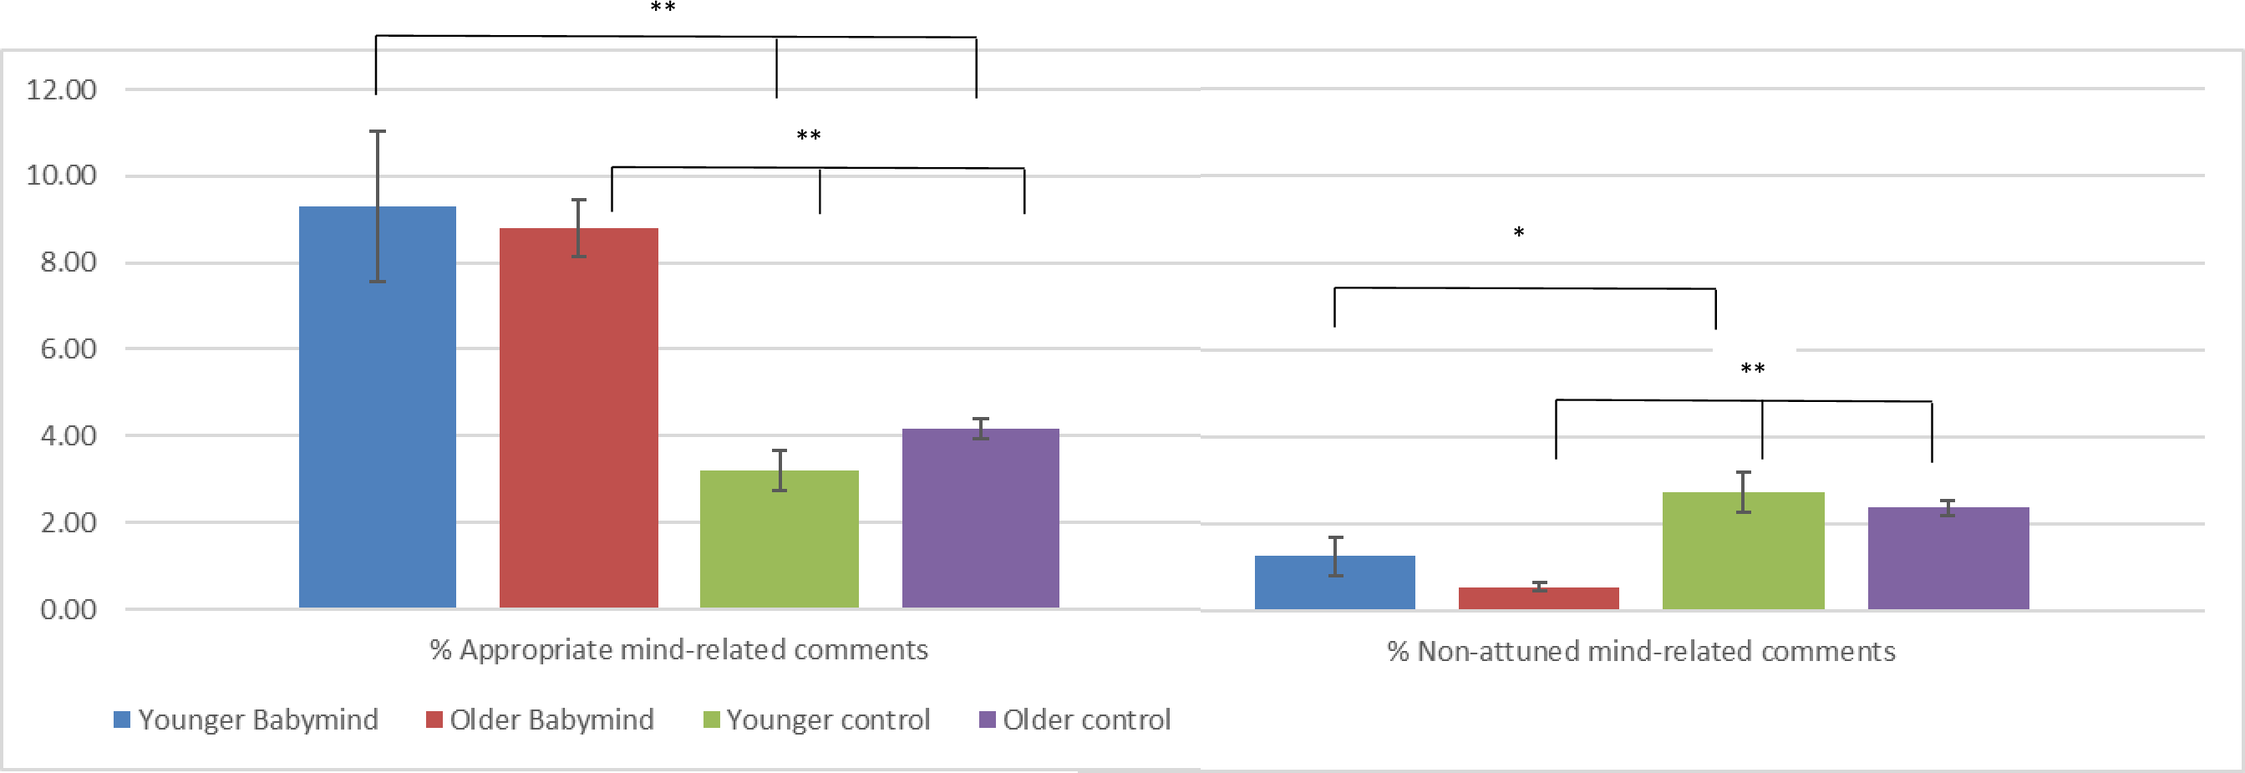 **
12.00
**
10.00
*
8.00
6.00
**
4.00
2.00
0.00
% Appropriate mind-related comments
% Non-attuned mind-related comments
Younger Babymind
Older Babymind
Younger control
Older control